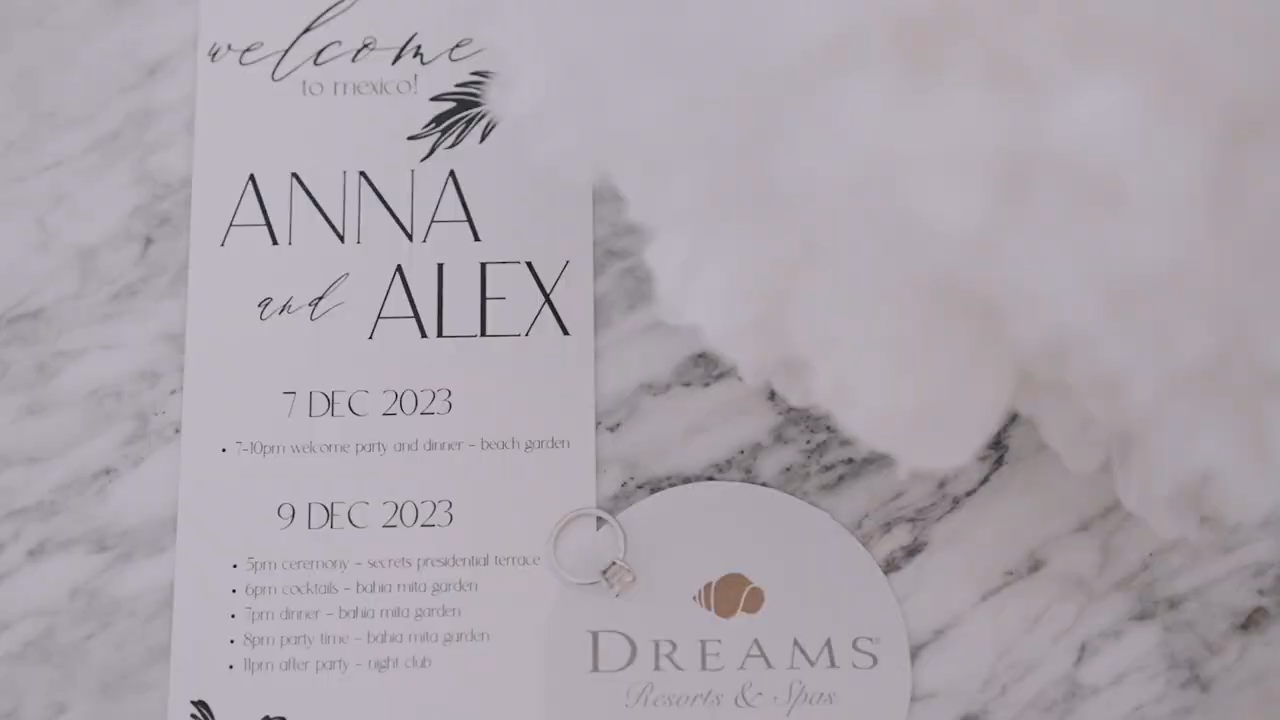 welcome
to mexico!
ANNA
and ALEX
7 DEC 2023
• 7-10pm welcome party and dinner - beach garden
9 DEC 2023
• 5pm ceremony - secrets presidential terrace
• 6pm cocktails - bahia mita garden
• 7pm dinner - bahia mita garden
• 8pm party time - bahia mita garden
• 11pm after party - night club
DREAMS®
Resorts & Spas